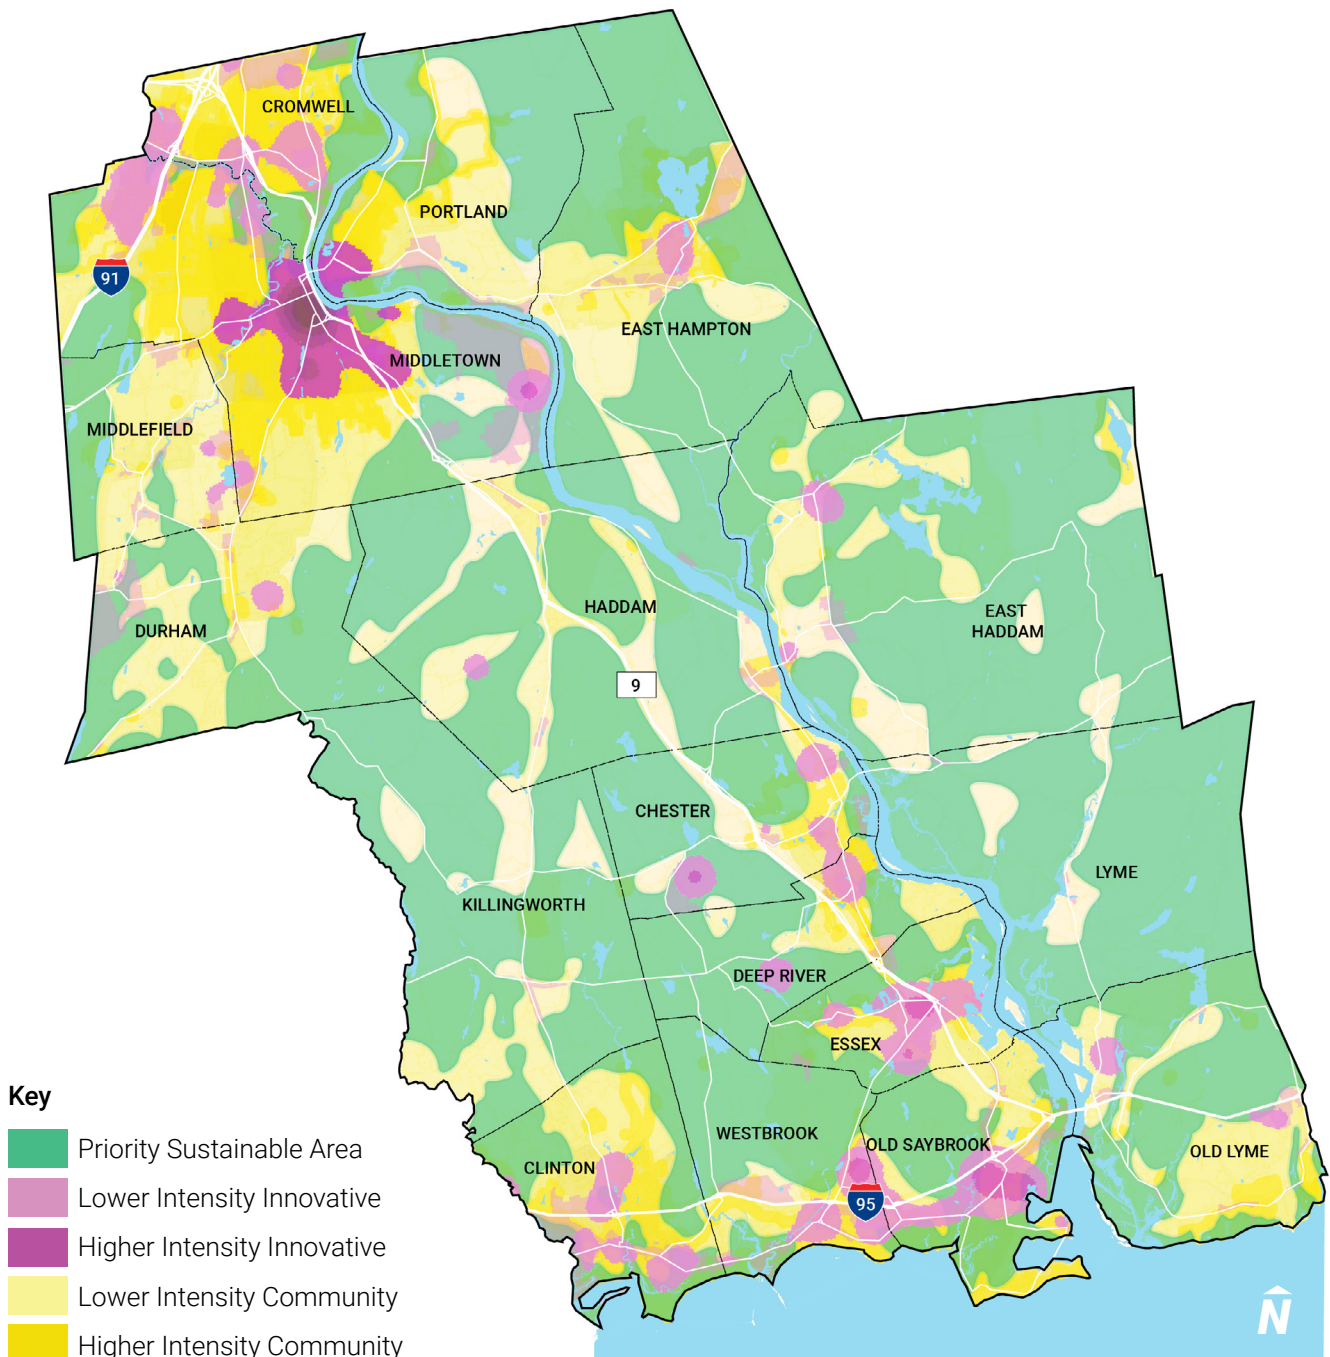 CROMWELL
PORTLAND
91
EAST HAMPTON
MIDDLETOWN
MIDDLEFIELD
HADDAM
EAST
HADDAM
DURHAM
9
CHESTER
LYME
KILLINGWORTH
DEEP RIVER
ESSEX
WESTBROOK
OLD SAYBROOK
OLD LYME
CLINTON
95
Key
Priority Sustainable Area
Lower Intensity Innovative
Higher Intensity Innovative
Lower Intensity Community
Higher Intensity Community
N